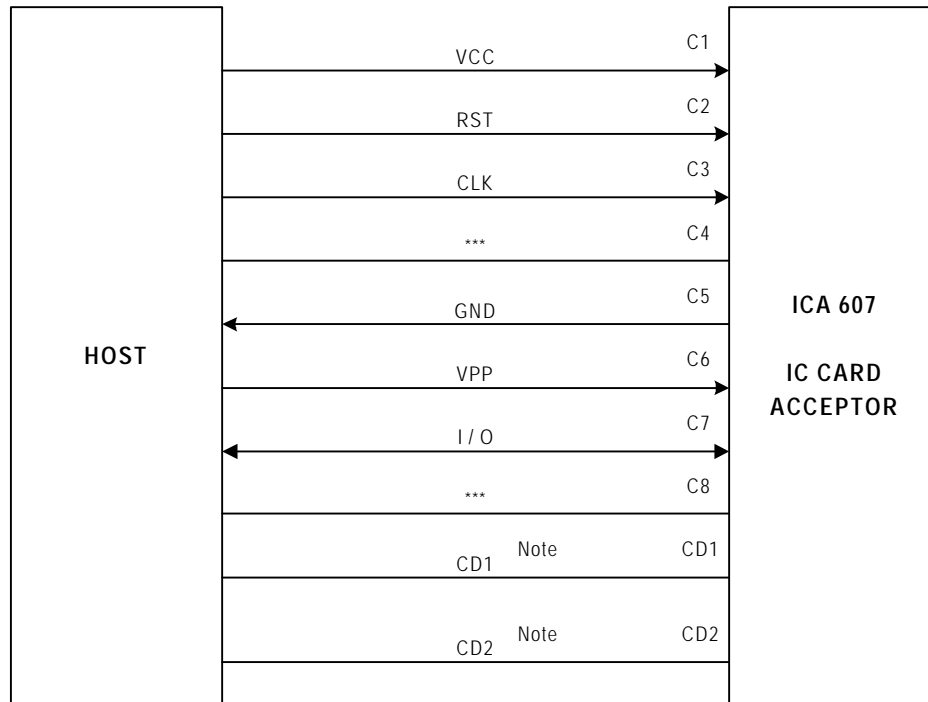 C1
VCC
C2
RST
C3
CLK
C4
***
C5
GND
ICA 607
HOST
C6
VPP
IC CARD
ACCEPTOR
C7
I / O
C8
***
Note
CD1
CD1
Note
CD2
CD2